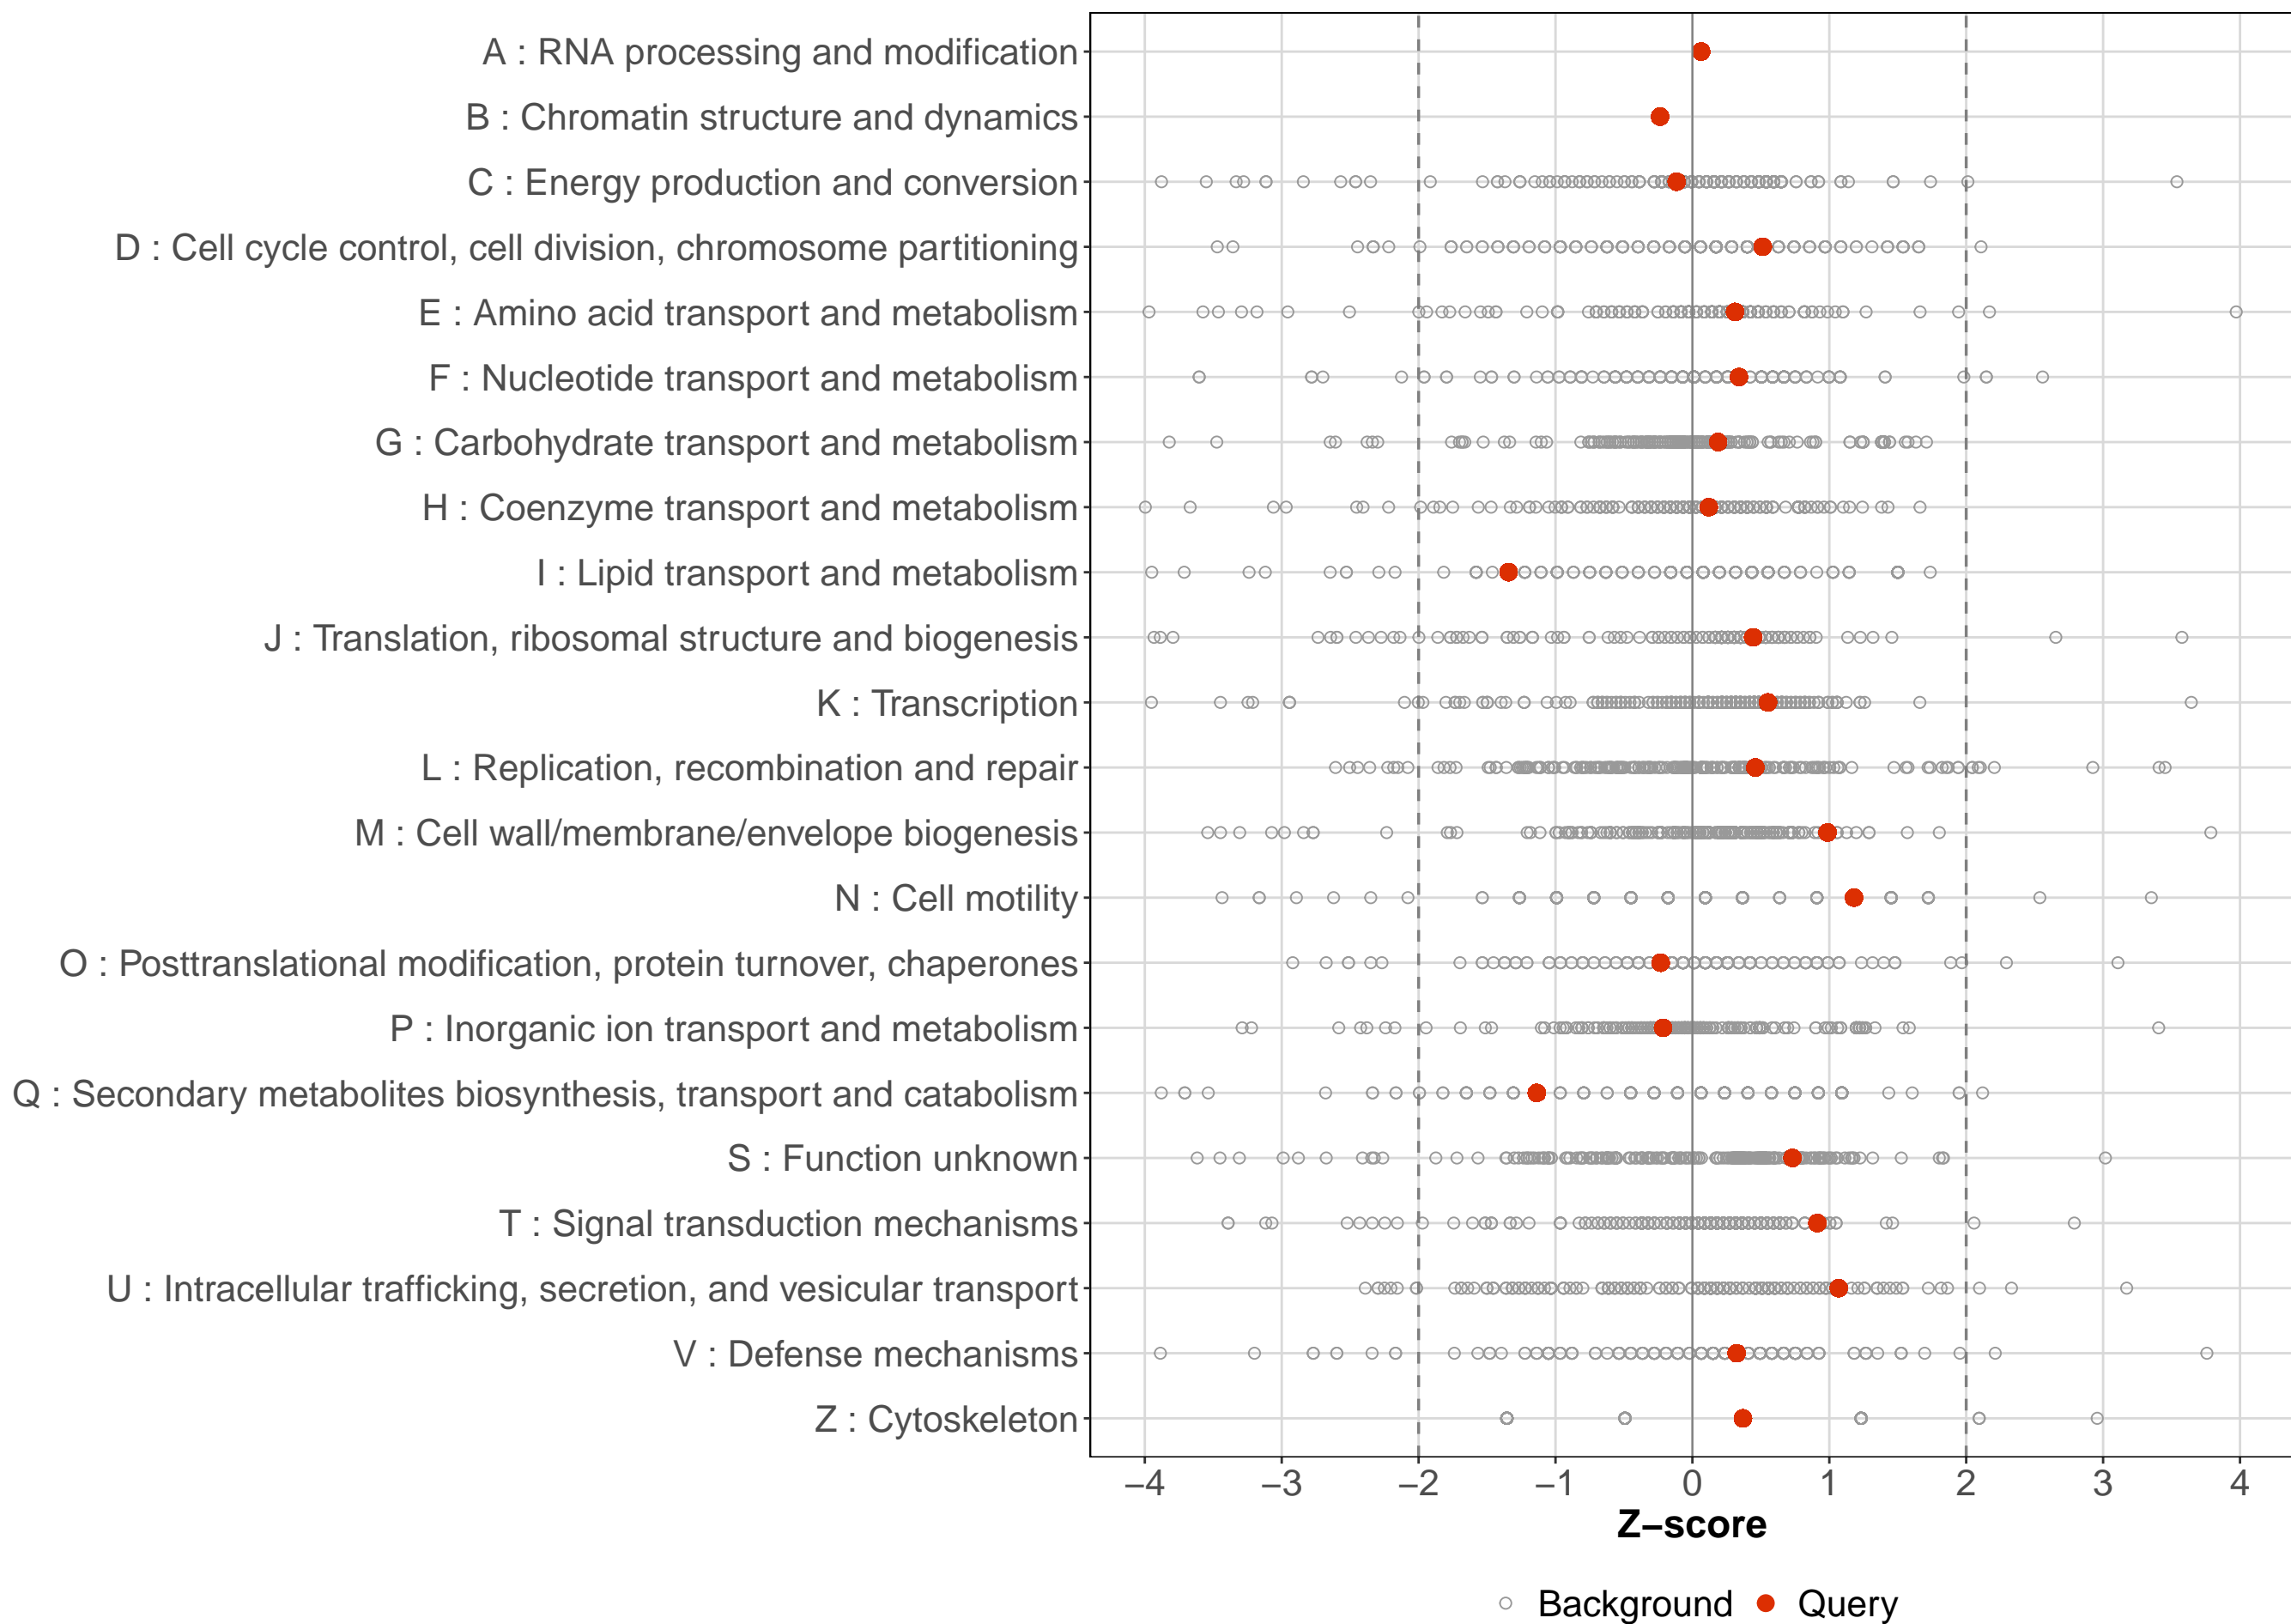 A : RNA processing and modification
B : Chromatin structure and dynamics
C : Energy production and conversion
D : Cell cycle control, cell division, chromosome partitioning
E : Amino acid transport and metabolism
F : Nucleotide transport and metabolism
G : Carbohydrate transport and metabolism
H : Coenzyme transport and metabolism
I : Lipid transport and metabolism
J : Translation, ribosomal structure and biogenesis
K : Transcription
L : Replication, recombination and repair
M : Cell wall/membrane/envelope biogenesis
N : Cell motility
O : Posttranslational modification, protein turnover, chaperones
P : Inorganic ion transport and metabolism
Q : Secondary metabolites biosynthesis, transport and catabolism
S : Function unknown
T : Signal transduction mechanisms
U : Intracellular trafficking, secretion, and vesicular transport
V : Defense mechanisms
Z : Cytoskeleton
−4 −3 −2 −1 0 1 2 3 4
Z−score
Background Query